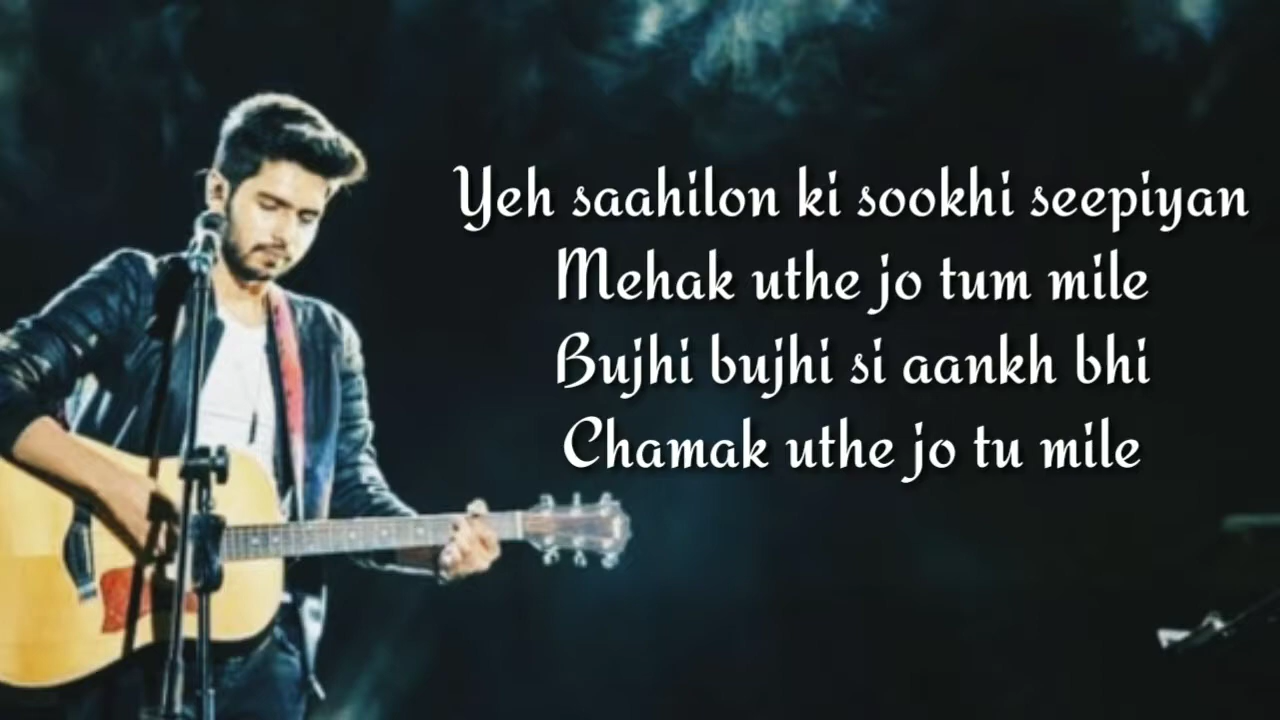 Yeh saahilon ki sookhi seepiyan
Mehak uthe jo tum mile
Bujhi bujhi si aankh bhi
Chamak uthe jo tu mile